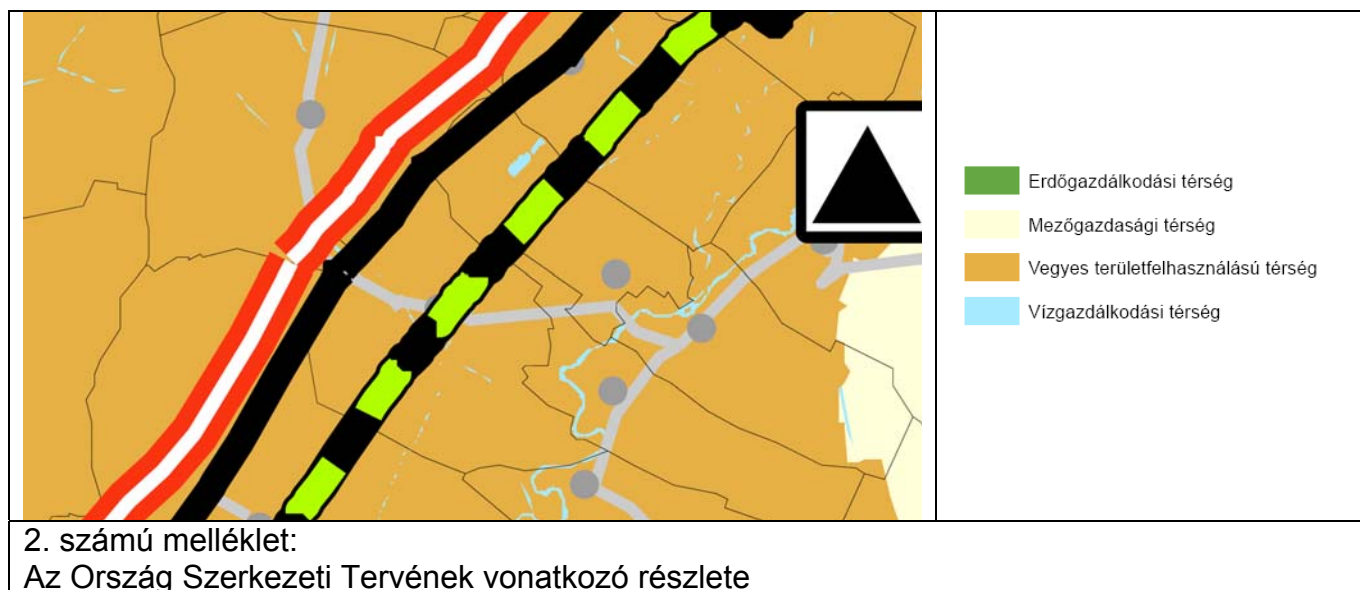 Erdőgazdálkodási térség
Mezőgazdasági térség
Vegyes területfelhasználású térség
Vízgazdálkodási térség
2. számú melléklet:
Az Ország Szerkezeti Tervének vonatkozó részlete